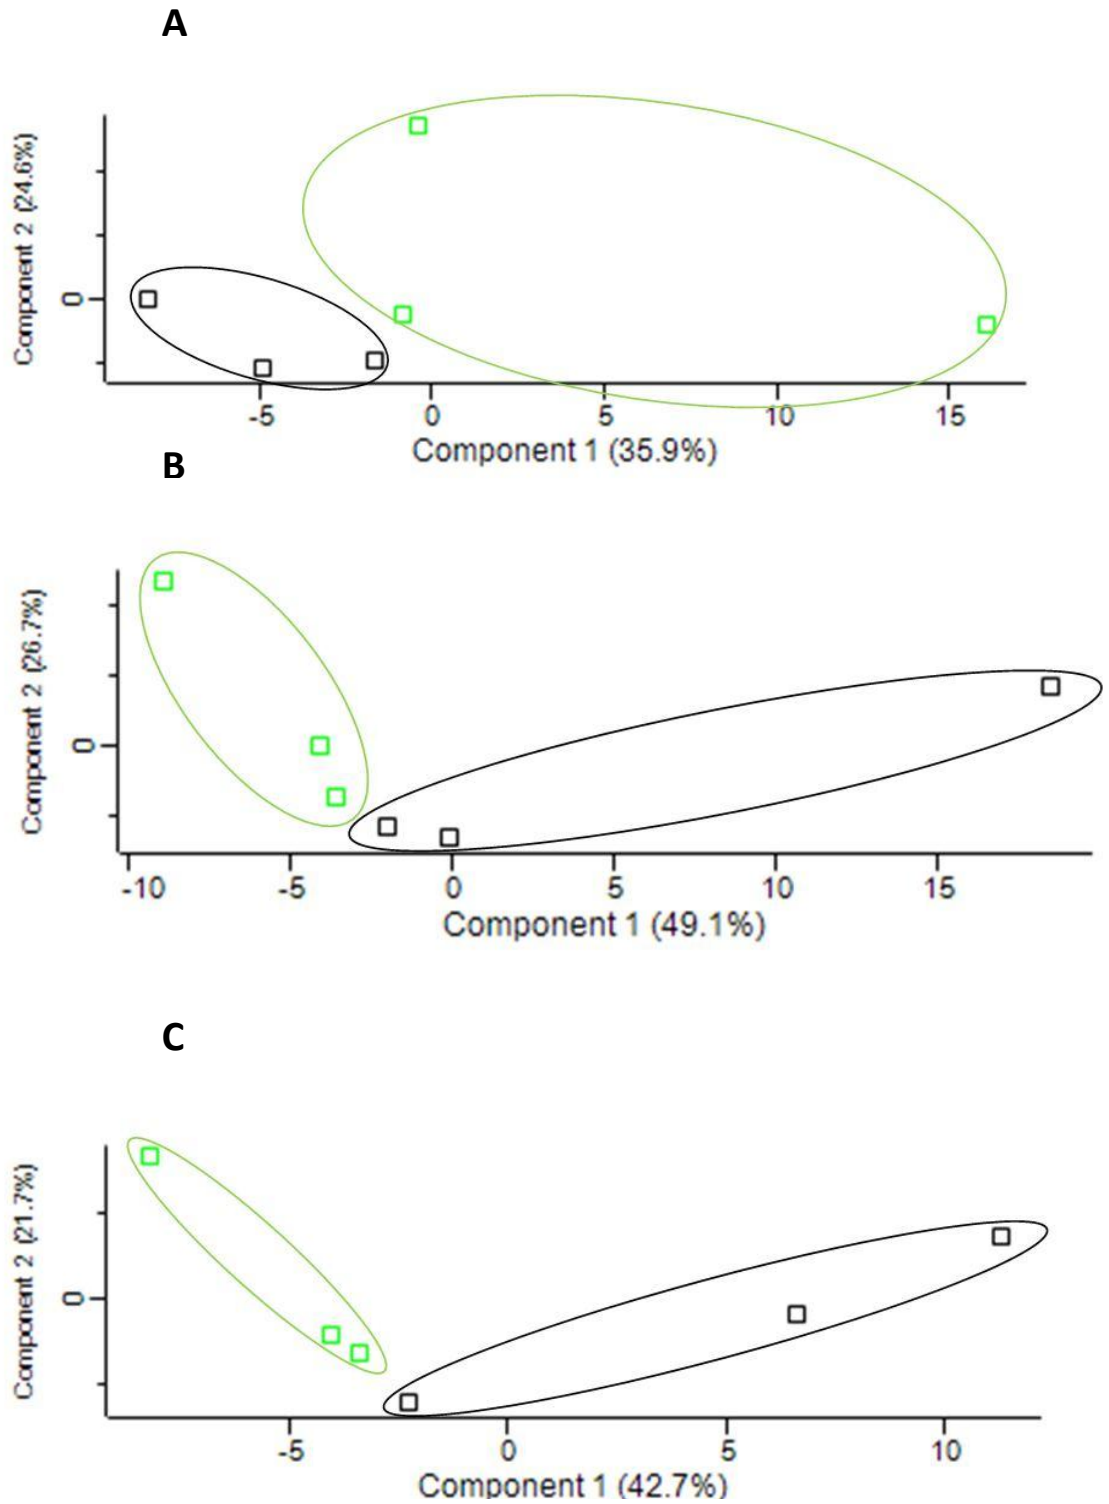 A
Component 2 (24.6%)
0
-5 0 5 10 15
Component 1 (35.9%)
B
Component 2 (26.7%)
0
-10 -5 0 5 10 15
Component 1 (49.1%)
C
Component 2 (21.7%)
0
-5 0 5 10
Component 1 (42.7%)